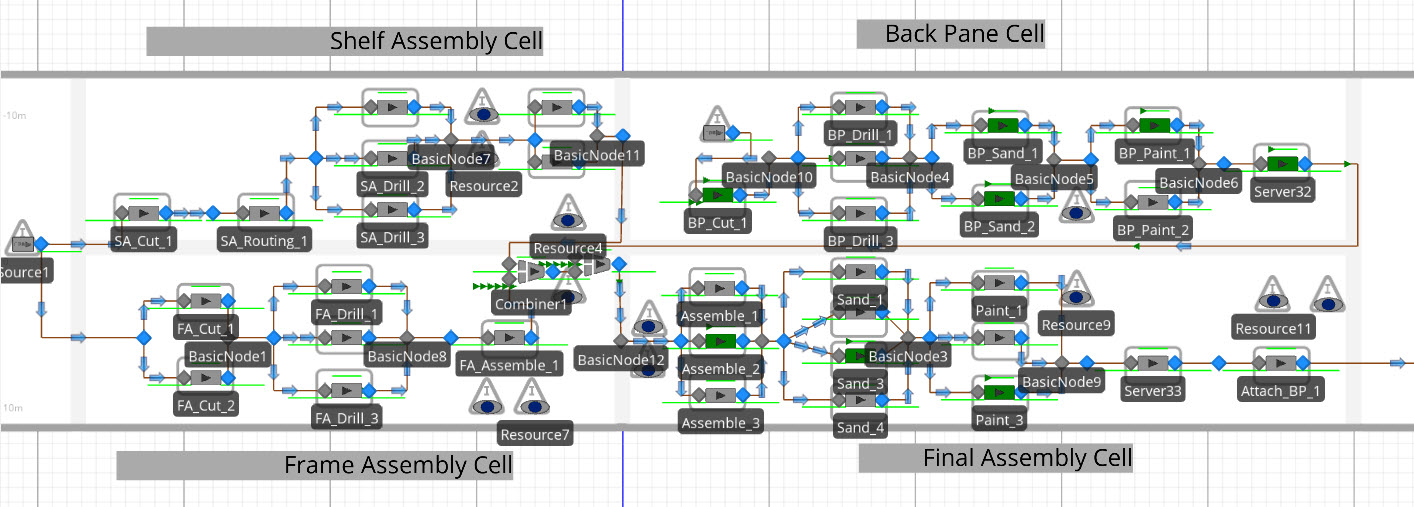 Shelf Assembly Cell
Back Pane Cell
-10m
BP_Drill_1
BasicNode7
BasicNode11
BP_Sand_1
BP_Paint_1
SA_Drill_2
Resource2
BasicNode10
BasicNode4
BasicNode5
BasicNode6
Server32
SA_Cut_1
SA_Routing_1
SA_Drill_3
BP_Cut_1
BP_Drill_3
BP_Sand_2
BP_Paint_2
Resource4
Source1
Combiner1
FA_Cut_1
FA_Drill_1
Assemble_1
Sand_1
Paint_1
Resource9
Resource11
BasicNode1
BasicNode8
FA_Assemble_1
BasicNode12
Assemble_2
BasicNode3
Sand_3
BasicNode9
Server33
Attach_BP_1
FA_Cut_2
FA_Drill_3
10m
Resource7
Assemble_3
Sand_4
Paint_3
Frame Assembly Cell
Final Assembly Cell